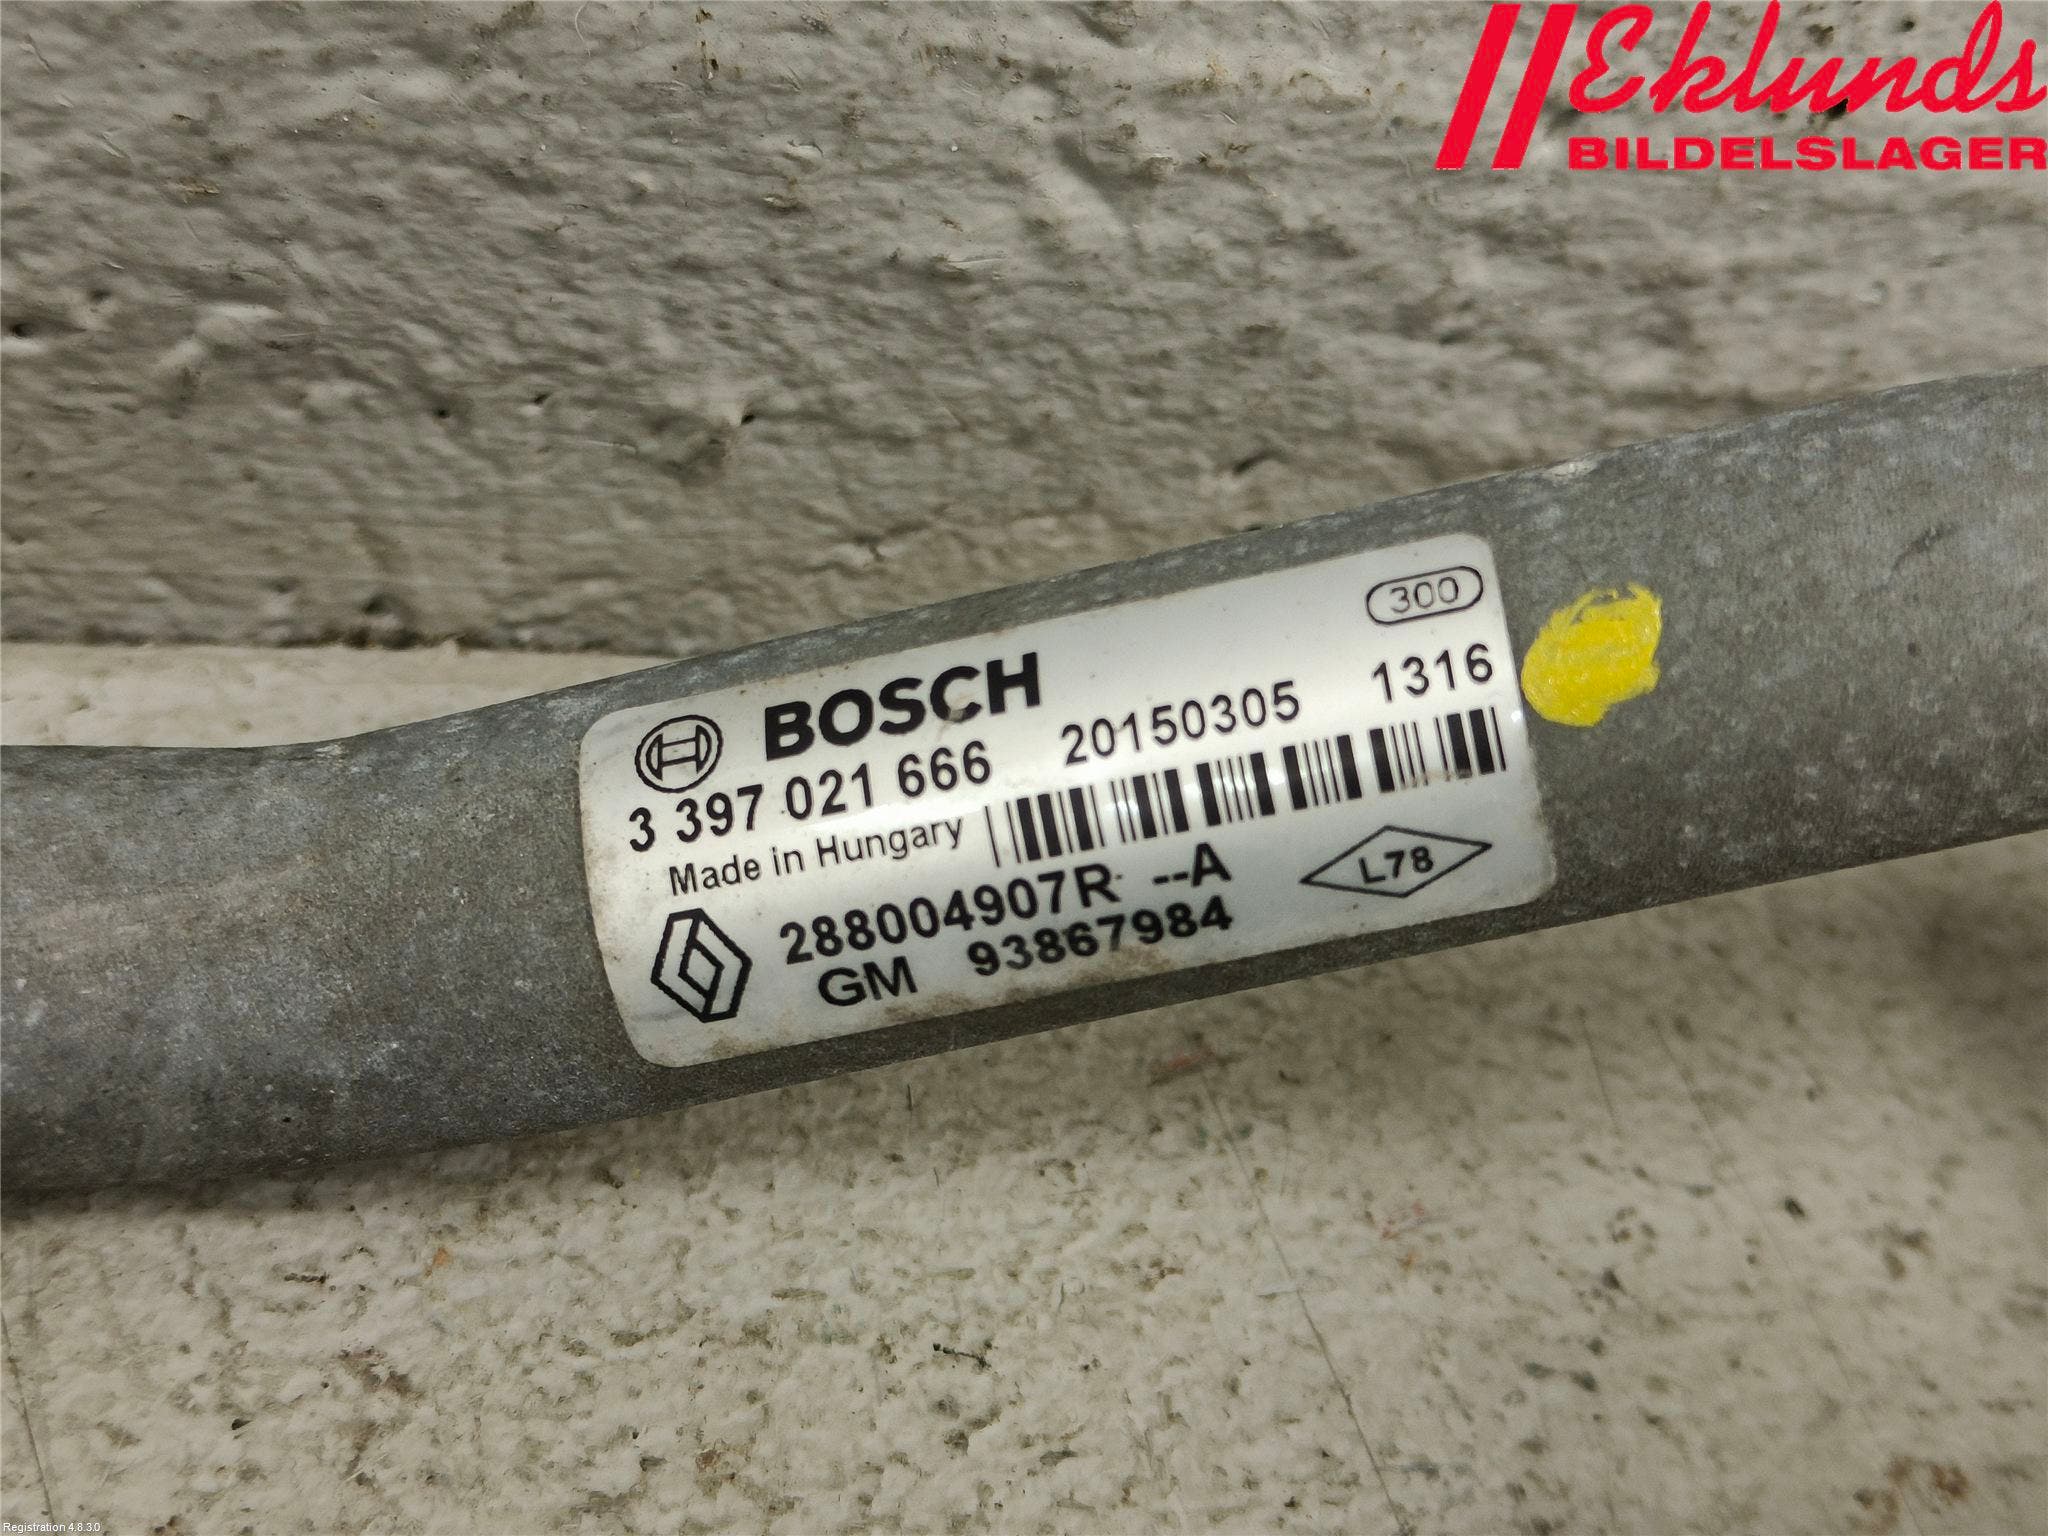 Eklunds
BILDELSLAGER
300
BOSCH
3 397 021 666 20150305 1316
Made in Hungary
288004907R --A
L78
GM 93867984
Registration 4.8.3.0